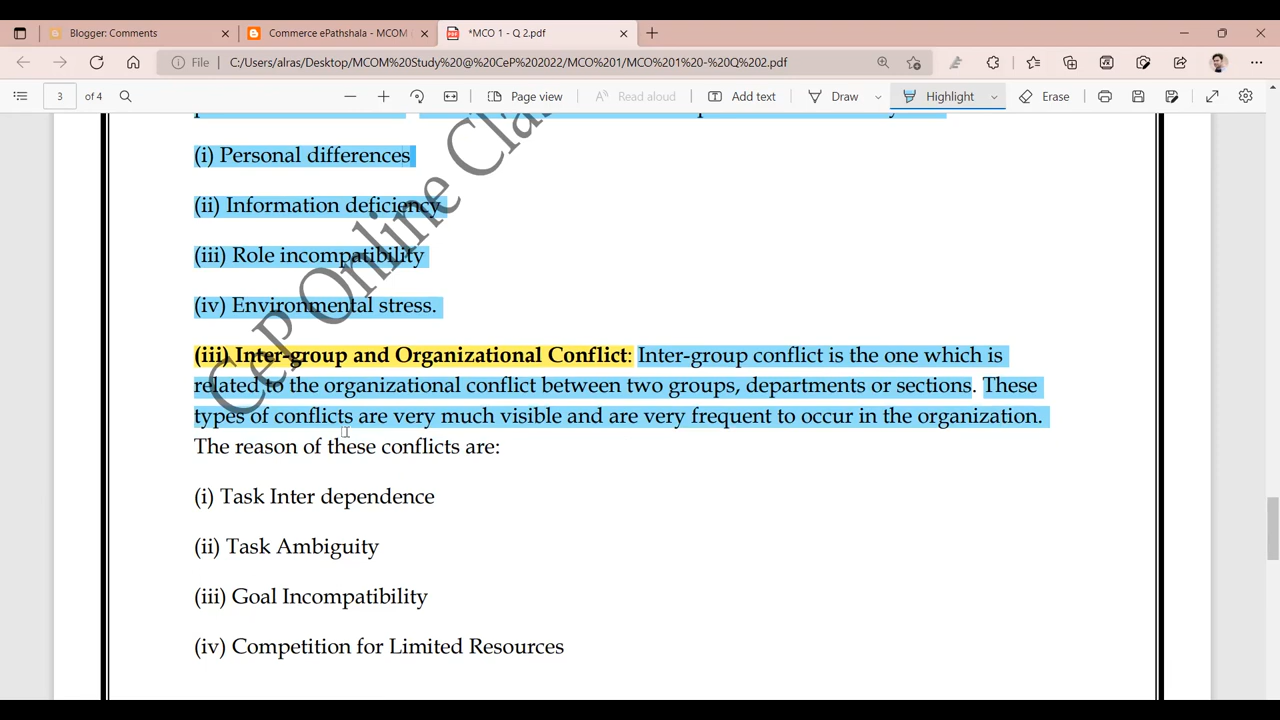 Blogger: Comments
Commerce ePathshala - MCOM
*MCO 1 - Q 2.pdf
File
C:/Users/alras/Desktop/MCOM%20Study%20@%20CeP%202022/MCO%201/MCO%201%20-%20Q%202.pdf
3 of 4
Page view
Read aloud
Add text
Draw
Highlight
Erase
(i) Personal differences
(ii) Information deficiency
(iii) Role incompatibility
(iv) Environmental stress.
(iii) Inter-group and Organizational Conflict: Inter-group conflict is the one which is
related to the organizational conflict between two groups, departments or sections. These
types of conflicts are very much visible and are very frequent to occur in the organization.
The reason of these conflicts are:
(i) Task Inter dependence
(ii) Task Ambiguity
(iii) Goal Incompatibility
(iv) Competition for Limited Resources
CeP Online